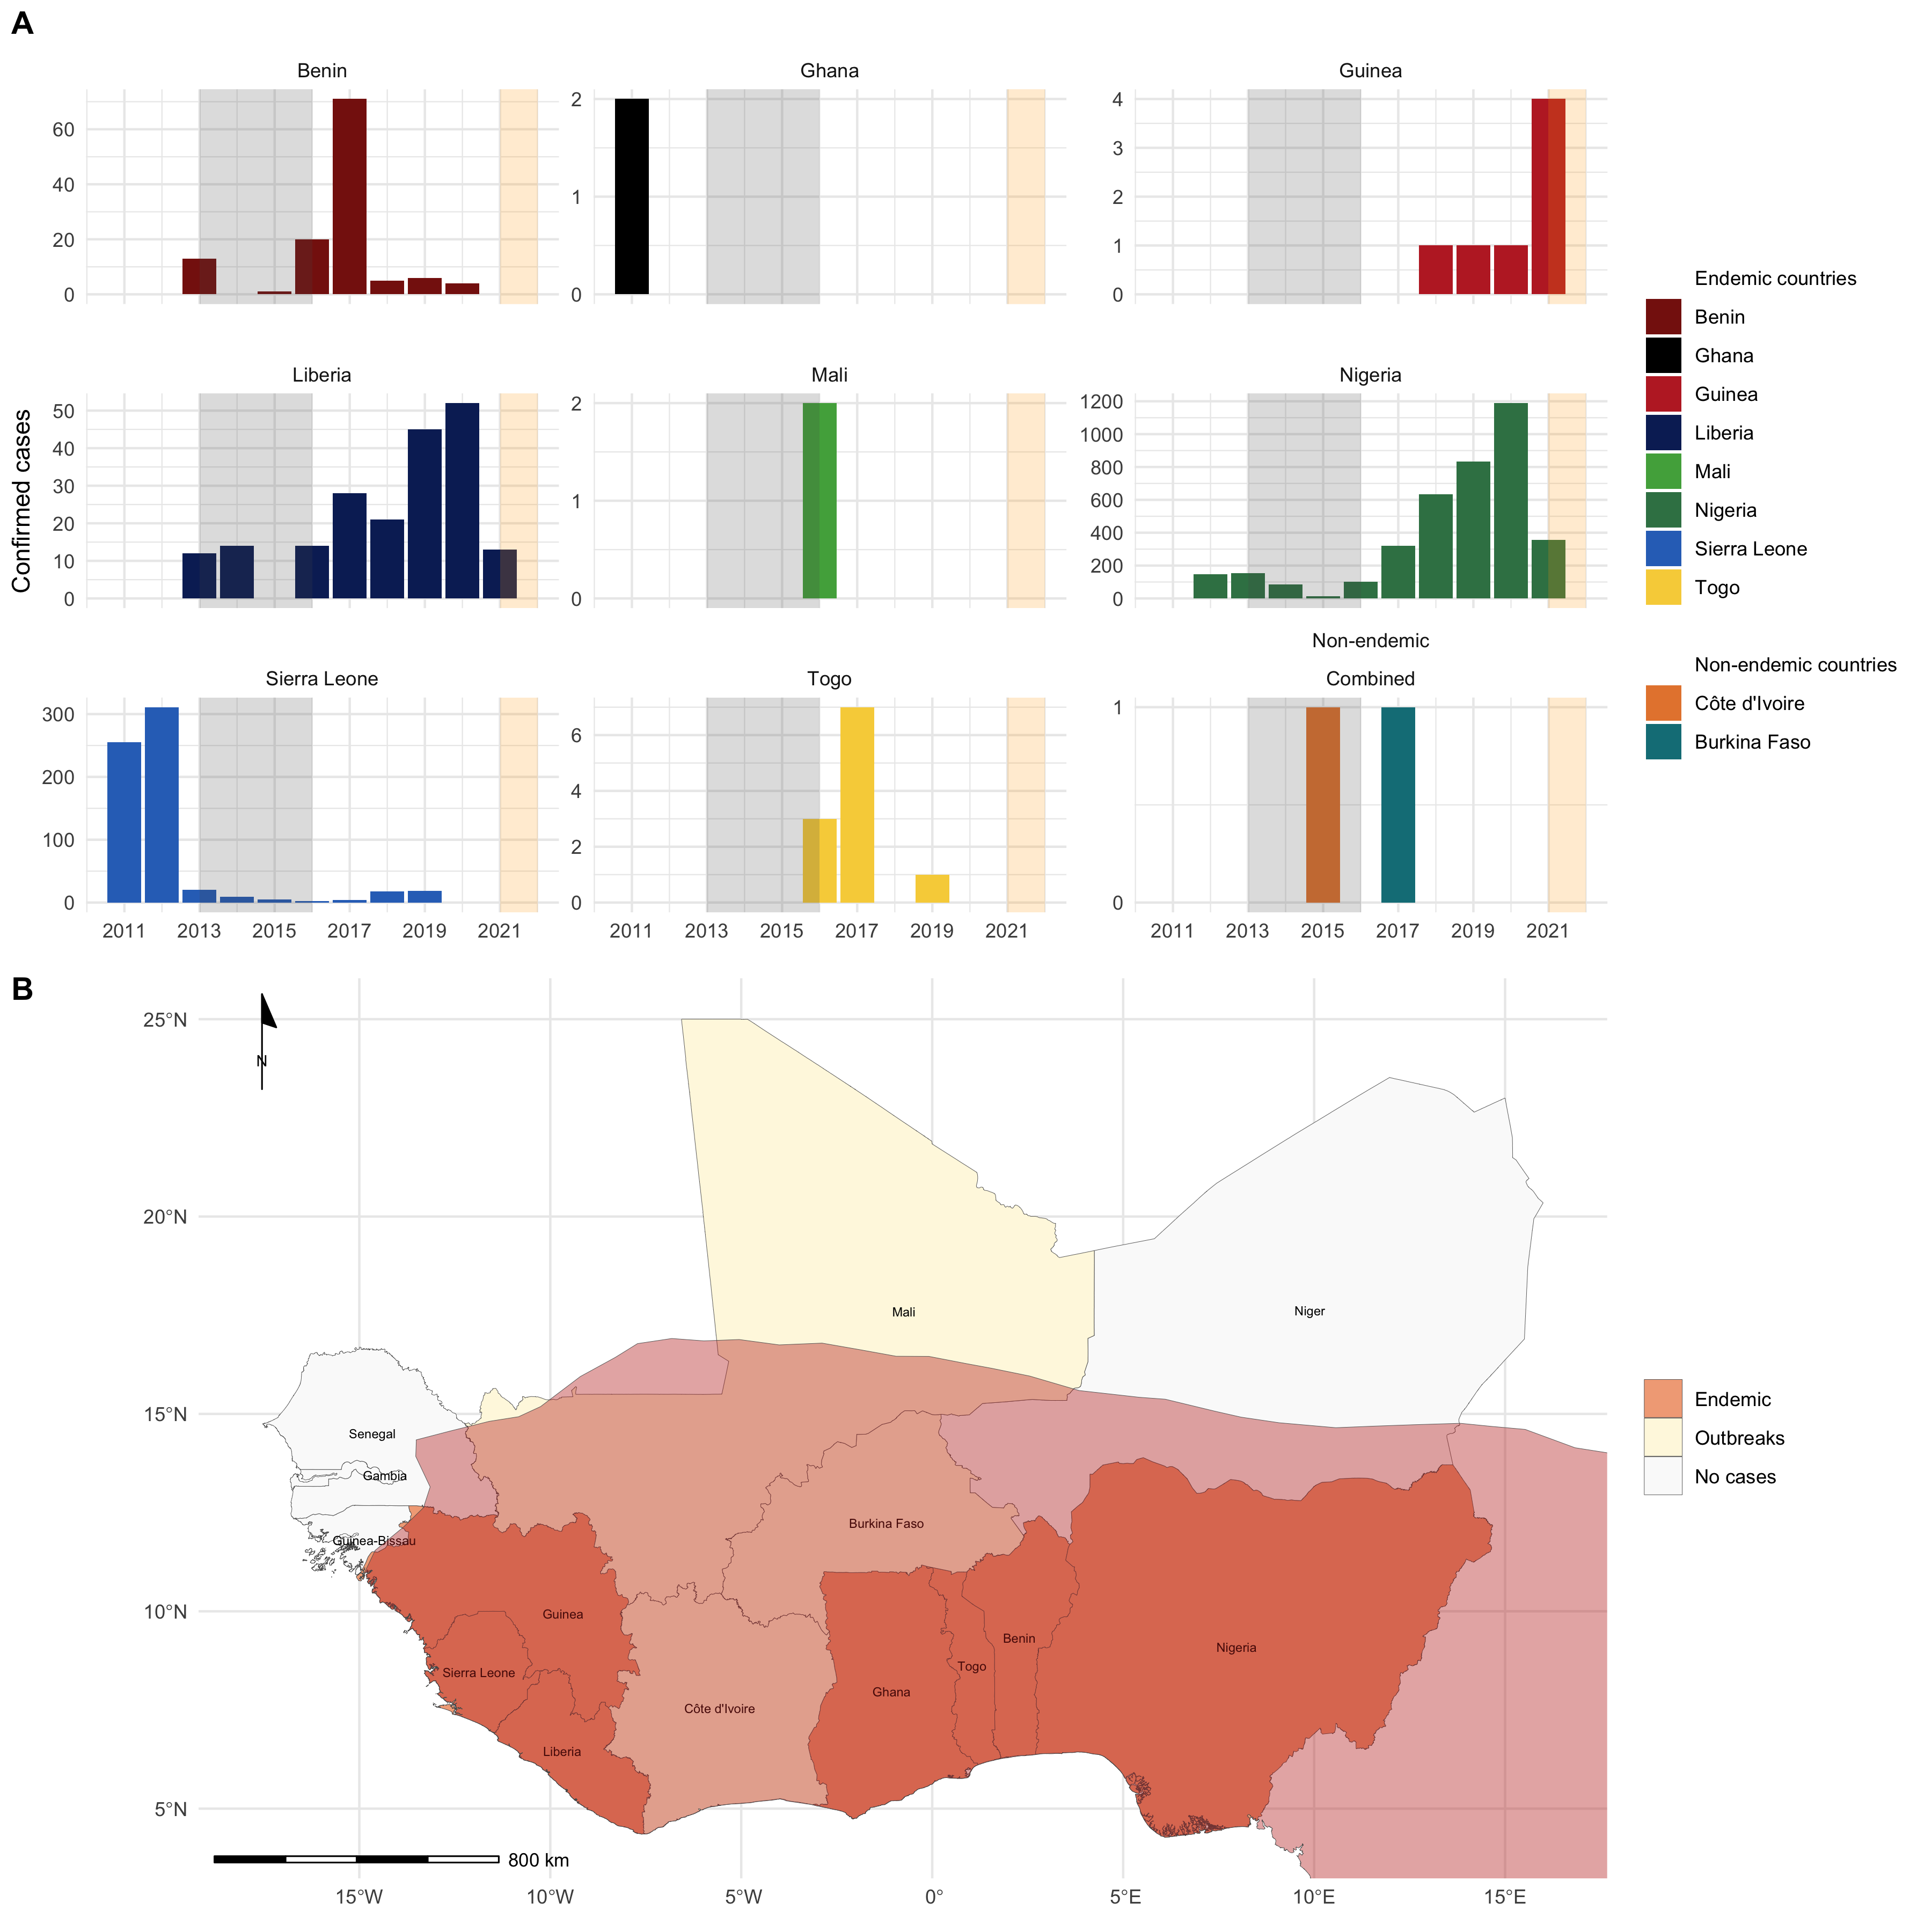 A
Benin
Ghana
Guinea
60
40
20
0
2
1
0
4
3
2
1
0
Liberia
Mali
Nigeria
Confirmed cases
50
40
30
20
10
0
2
1
0
1200
1000
800
600
400
200
0
Sierra Leone
Togo
Non-endemic
Combined
300
200
100
0
6
4
2
0
1
0
2011 2013 2015 2017 2019 2021
2011 2013 2015 2017 2019 2021
2011 2013 2015 2017 2019 2021
Endemic countries
Benin
Ghana
Guinea
Liberia
Mali
Nigeria
Sierra Leone
Togo
Non-endemic countries
Côte d'Ivoire
Burkina Faso
B
N
25°N
20°N
15°N
10°N
5°N
Mali
Niger
Senegal
Gambia
Guinea-Bissau
Burkina Faso
Guinea
Benin
Nigeria
Togo
Sierra Leone
Ghana
Côte d'Ivoire
Liberia
800 km
15°W 10°W 5°W 0° 5°E 10°E 15°E
Endemic
Outbreaks
No cases